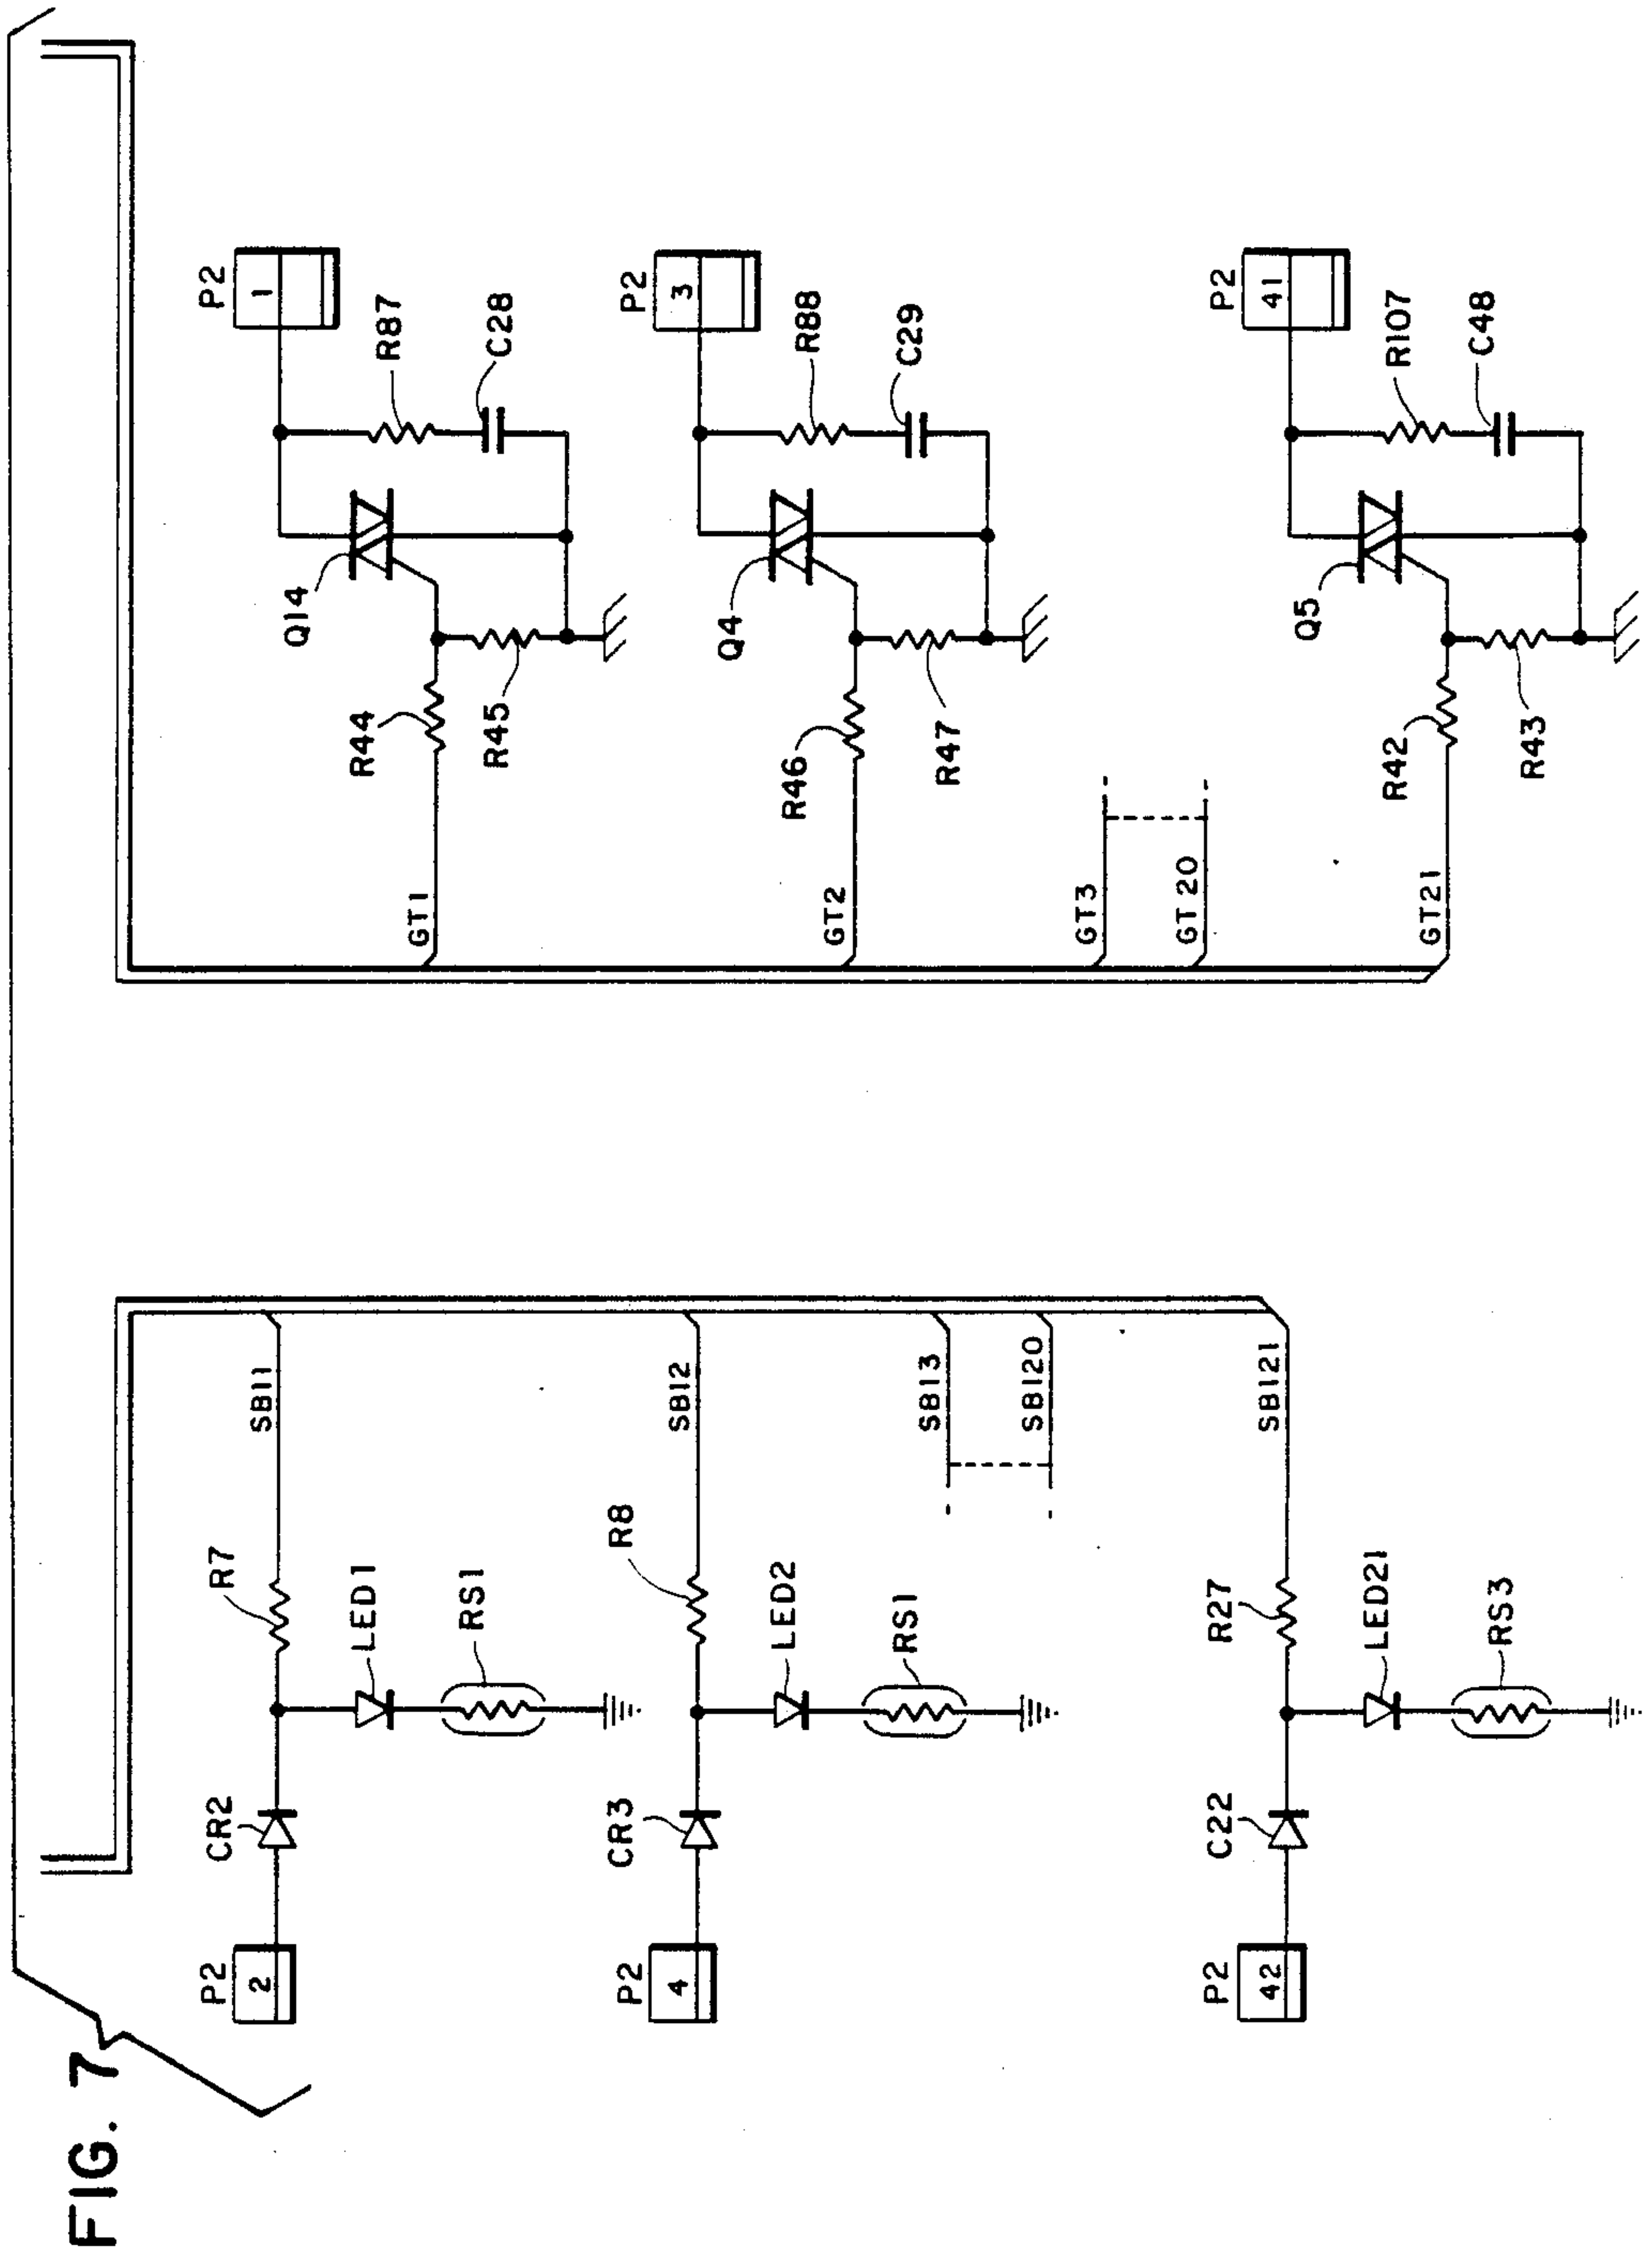 FIG. 7
P2
2
CR2
R7
SB11
LED1
RS1
P2
4
CR3
R8
SB12
LED2
RS1
SB13
SB120
P2
42
C22
R27
SB121
LED21
RS3
GT1
R44
R45
Q14
R87
C28
P2
1
GT2
R46
R47
Q4
R88
C29
P2
3
GT3
GT 20
GT21
R42
R43
Q5
R107
C48
P2
41